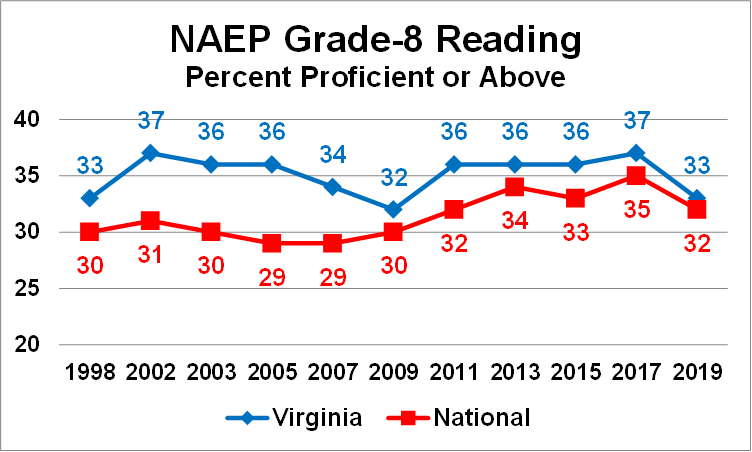 NAEP Grade-8 Reading
Percent Proficient or Above
40
35
30
25
20
33 37 36 36 34 32 36 36 36 37 33
30 31 30 29 29 30 32 34 33 35 32
1998 2002 2003 2005 2007 2009 2011 2013 2015 2017 2019
Virginia National